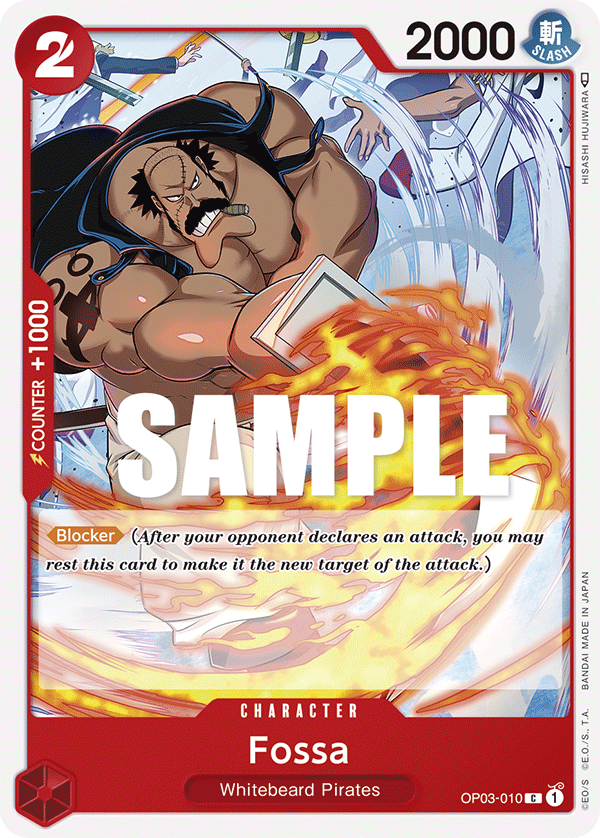 2
2000
斬
SLASH
HISASHI HUJIWARA
COUNTER +1000
SAMPLE
Blocker (After your opponent declares an attack, you may
rest this card to make it the new target of the attack.)
CHARACTER
Fossa
Whitebeard Pirates
OP03-010 C 1
©EO/S ©E.O./S., T.A. BANDAI MADE IN JAPAN